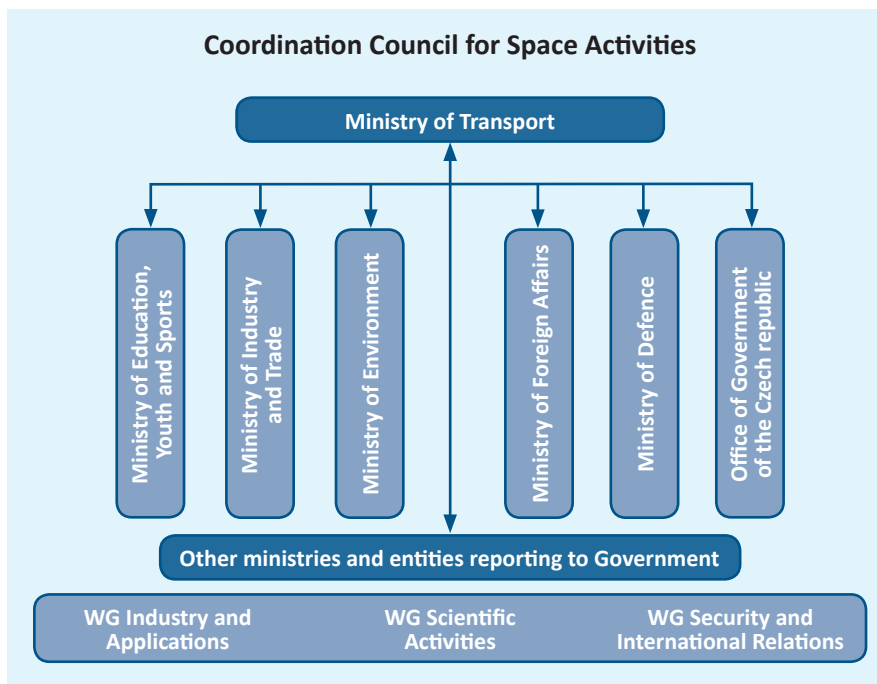 Coordination Council for Space Activities
Ministry of Transport
Ministry of Education,
Youth and Sports
Ministry of Industry
and Trade
Ministry of Environment
Ministry of Foreign Affairs
Ministry of Defence
Office of Government
of the Czech republic
Other ministries and entities reporting to Government
WG Industry and
Applications
WG Scientific
Activities
WG Security and
International Relations